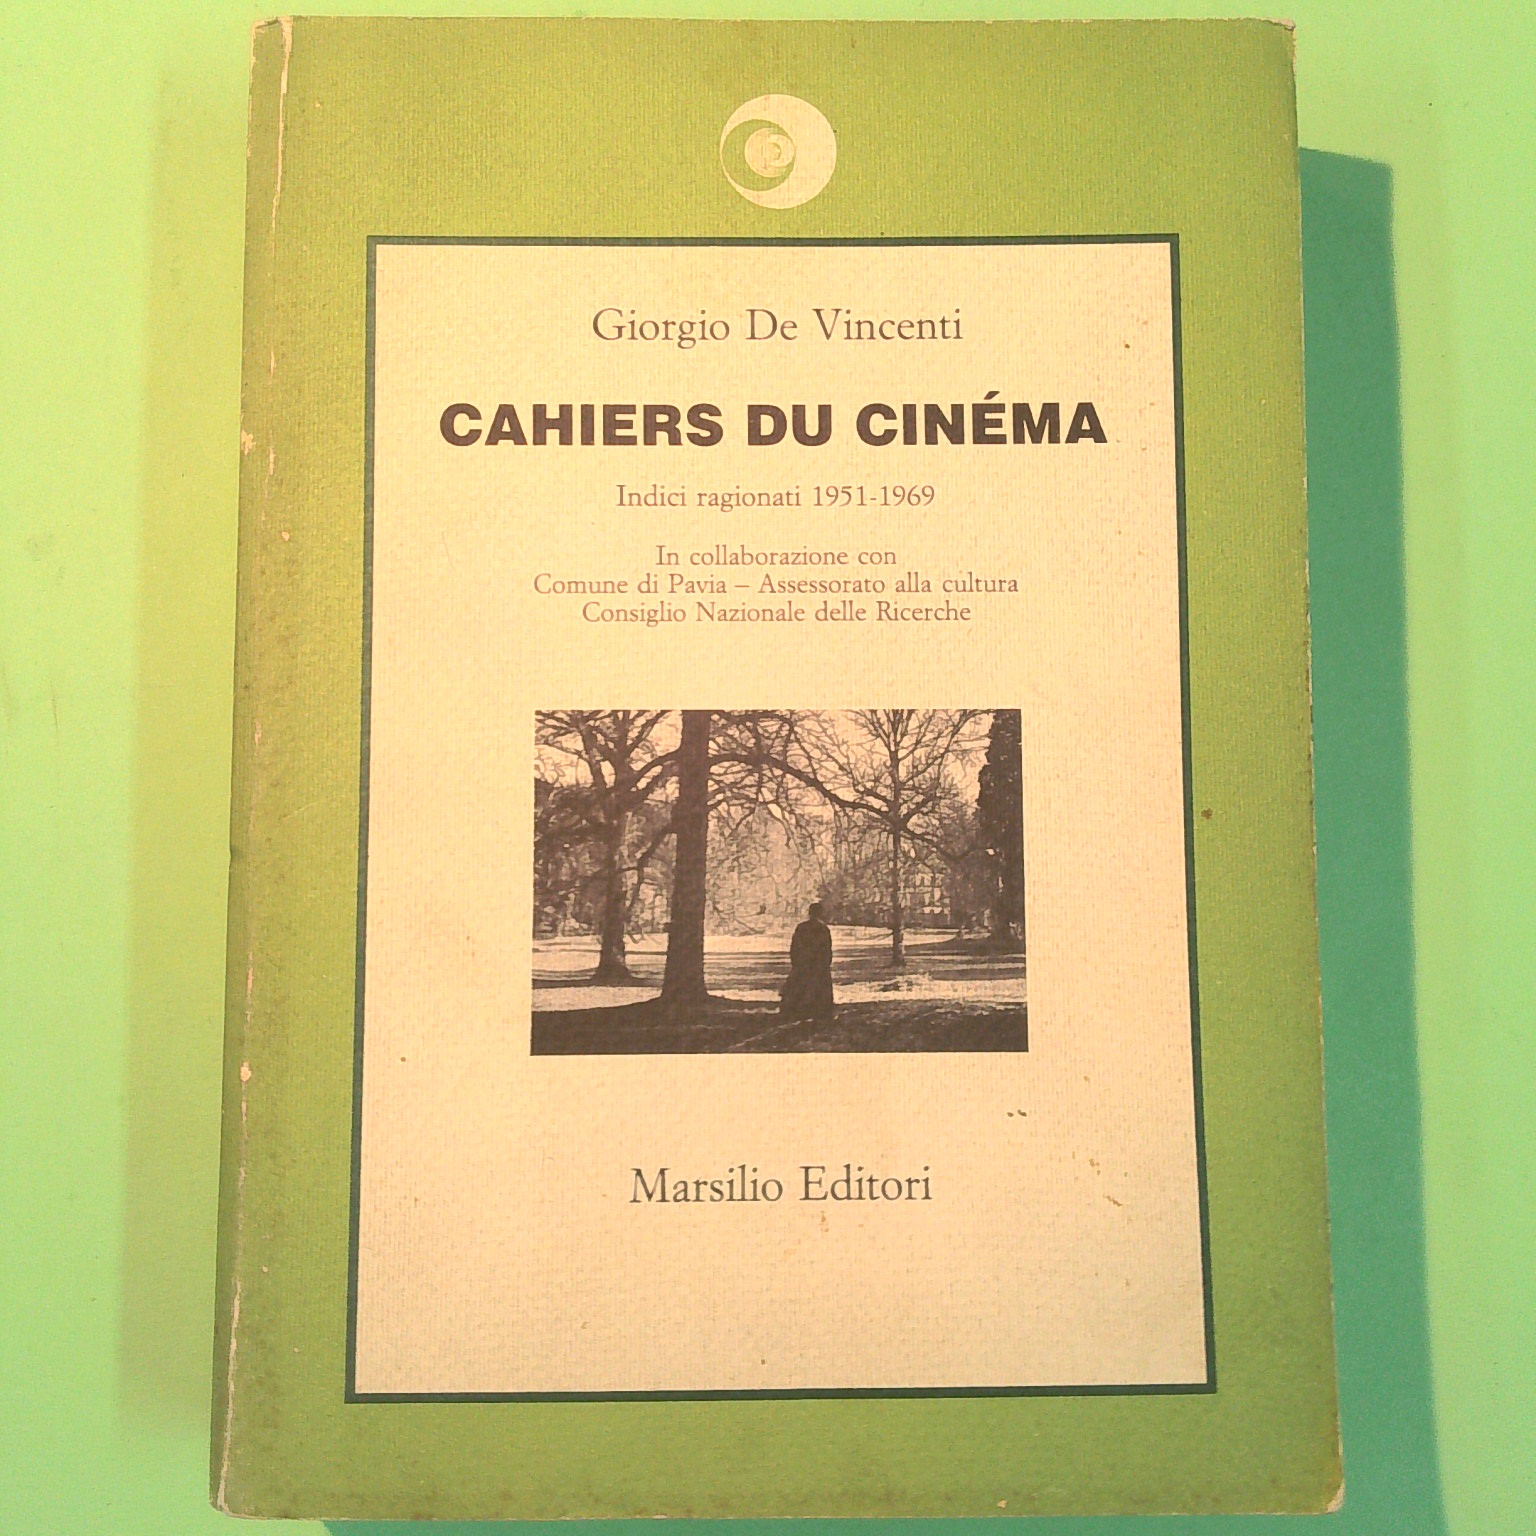 Giorgio De Vincenti
CAHIERS DU CINÉMA
Indici ragionati 1951-1969
In collaborazione con
Comune di Pavia – Assessorato alla cultura
Consiglio Nazionale delle Ricerche
Marsilio Editori